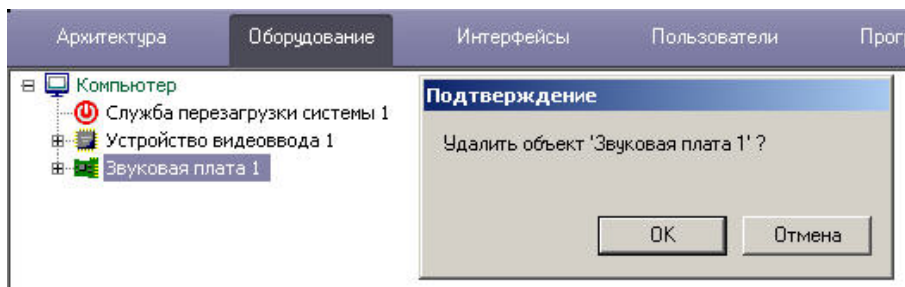 Архитектура Оборудование Интерфейсы Пользователи
Компьютер
Служба перезагрузки системы 1
Устройство видеоввода 1
Звуковая плата 1
Подтверждение
Удалить объект 'Звуковая плата 1' ?
OK Отмена